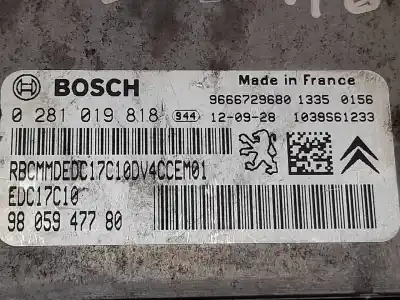 BOSCH
Made in France
9666729680 1335 0156
0 281 019 818 944 12-09-28 1039S61233
RBCMMDEDC17C10DV4CCEM01
EDC17C10
98 059 477 80